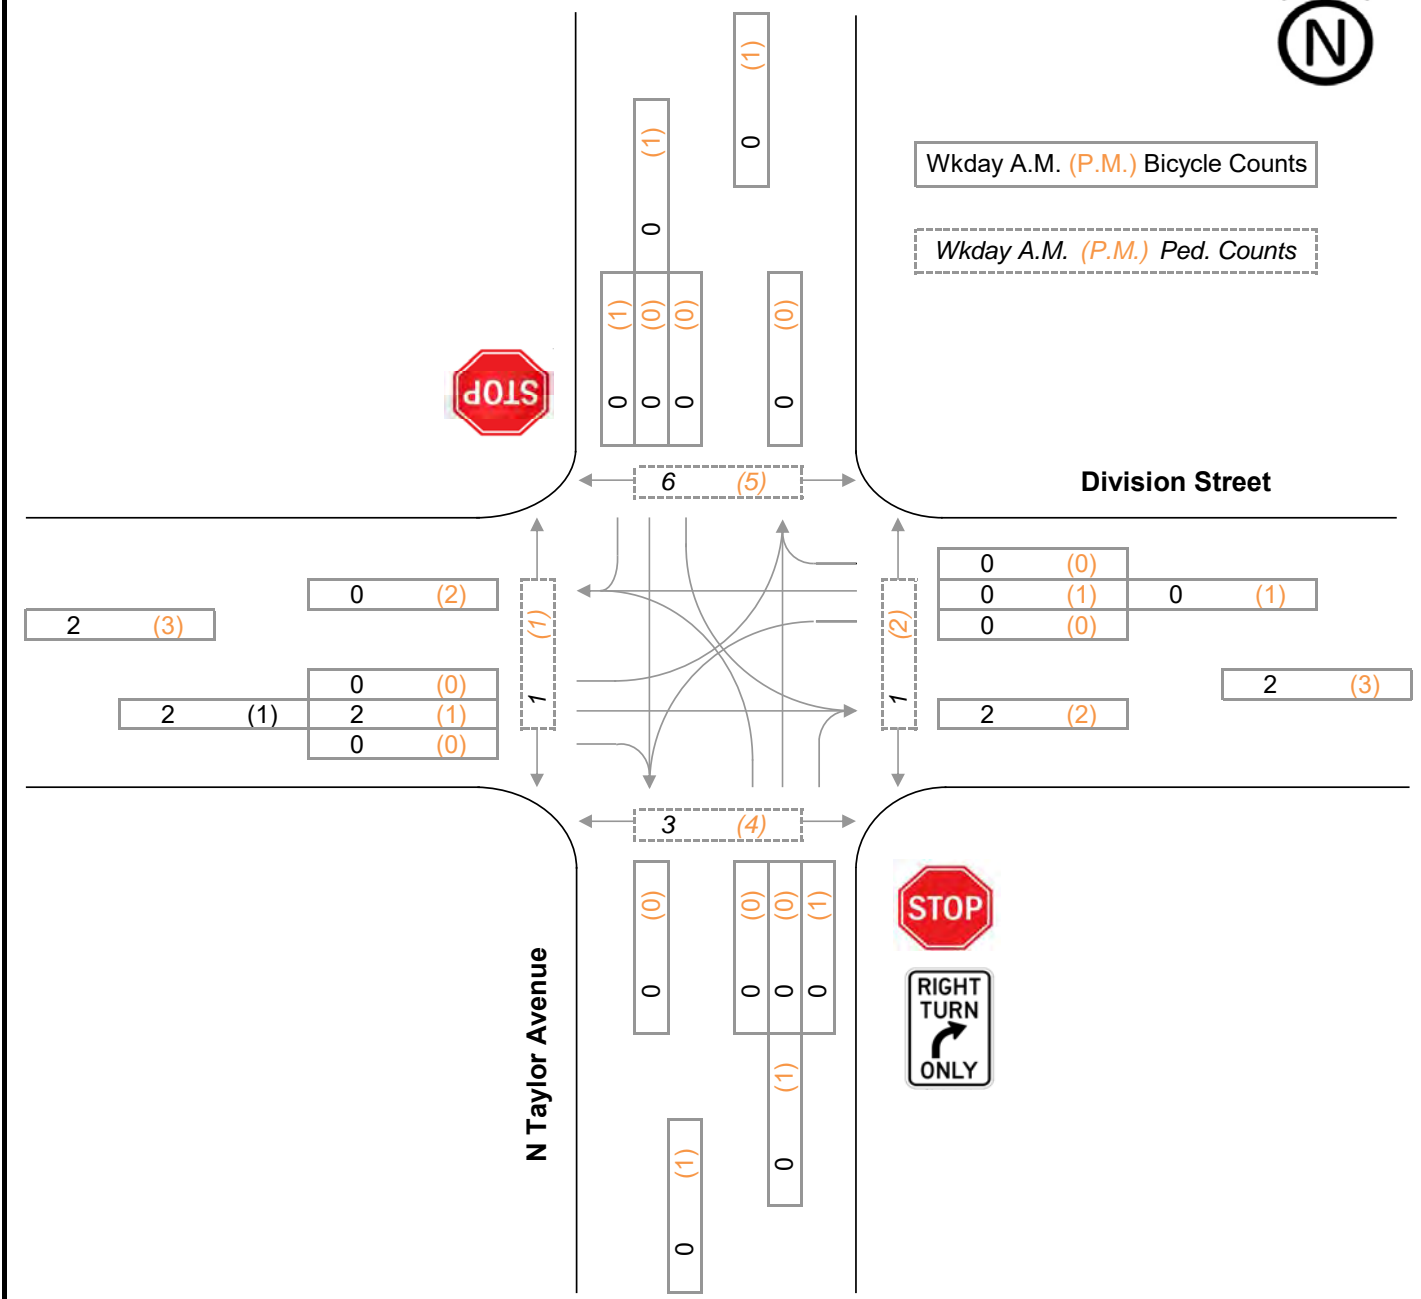 N
(1)
0
(1)
0
Wkday A.M. (P.M.) Bicycle Counts
Wkday A.M. (P.M.) Ped. Counts
(1) (0) (0) (0)
0 0 0 0
STOP
6 (5)
Division Street
0 (0)
0 (2) 0 (1) 0 (1)
2 (3) (1) (2) 0 (0)
0 (0) 2 (3)
2 (1) 2 (1) 1 1 2 (2)
0 (0)
3 (4)
(0) (0) (0) (1)
0 0 0 0
STOP
RIGHT
TURN
ONLY
N Taylor Avenue
(1)
0
(1)
0